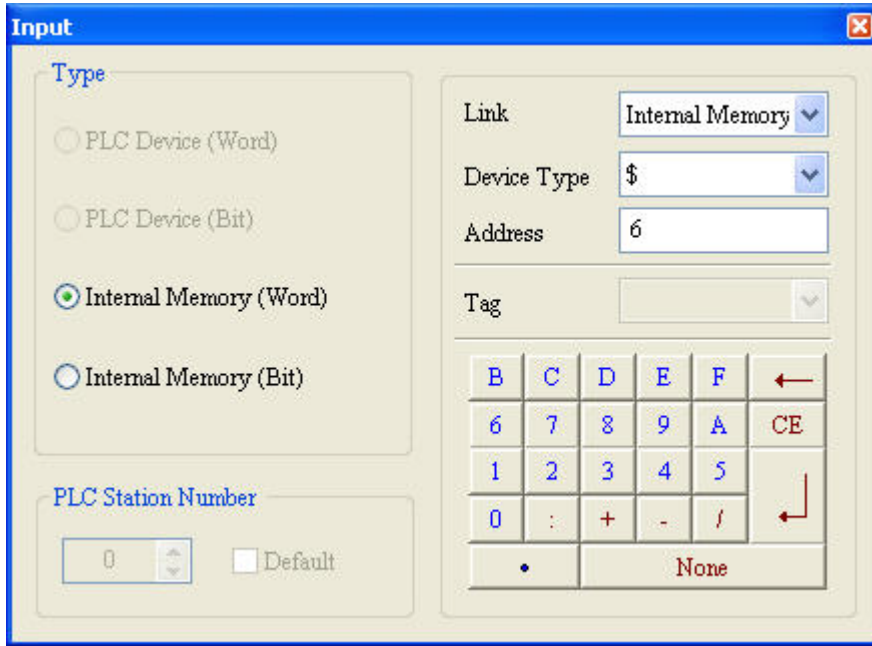 Input
Type
PLC Device (Word)
PLC Device (Bit)
Internal Memory (Word)
Internal Memory (Bit)
PLC Station Number
0 Default
Link Internal Memory
Device Type $
Address 6
Tag
B C D E F ←
6 7 8 9 A CE
1 2 3 4 5
0 : + - / ↵
• None